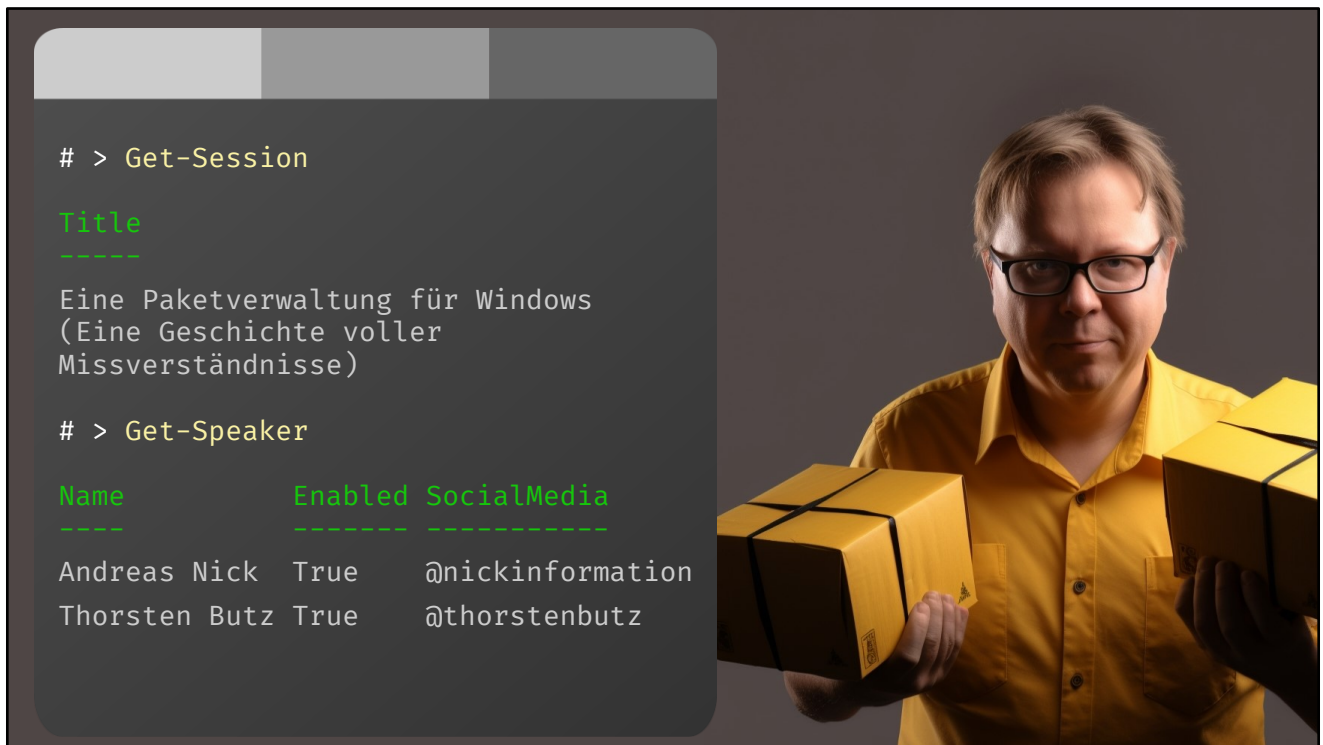 # > Get-Session
Title
-----
Eine Paketverwaltung für Windows
(Eine Geschichte voller
Missverständnisse)
# > Get-Speaker
Name Enabled SocialMedia
---- ------- -----------
Andreas Nick True @nickinformation
Thorsten Butz True @thorstenbutz